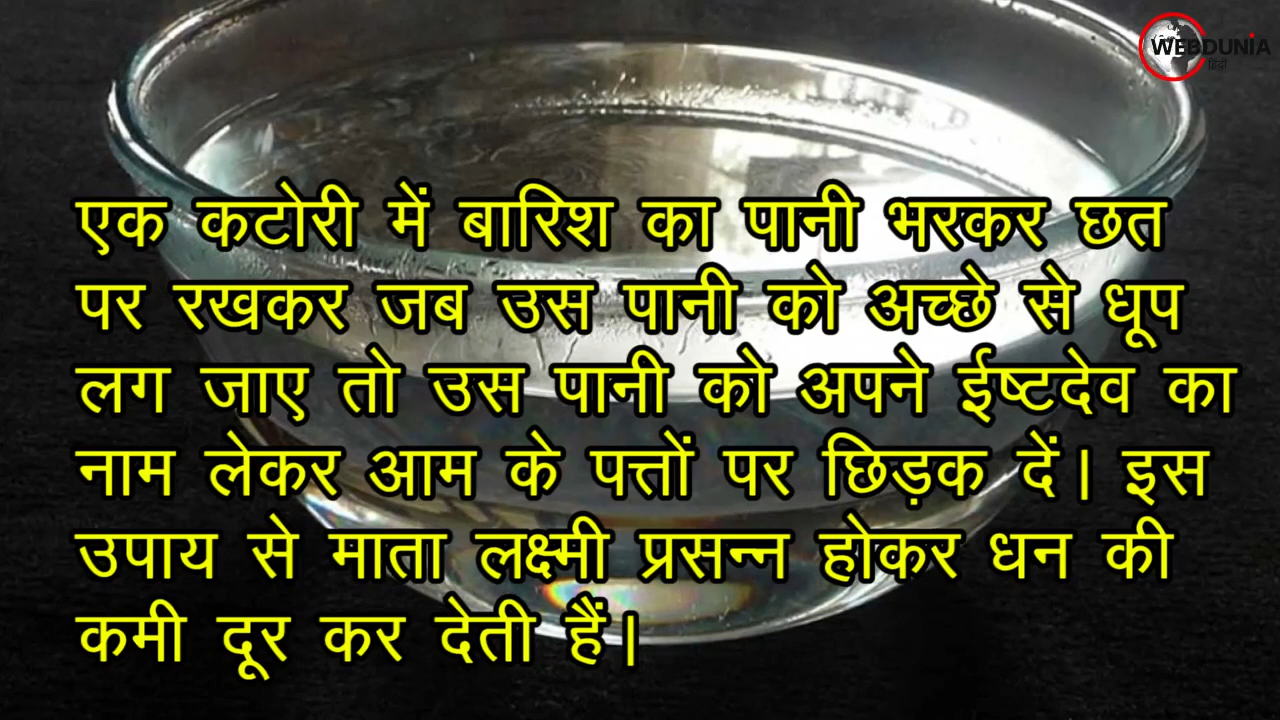 WEBDUNIA
हिंदी
एक कटोरी में बारिश का पानी भरकर छत
पर रखकर जब उस पानी को अच्छे से धूप
लग जाए तो उस पानी को अपने ईष्टदेव का
नाम लेकर आम के पत्तों पर छिड़क दें। इस
उपाय से माता लक्ष्मी प्रसन्न होकर धन की
कमी दूर कर देती हैं।